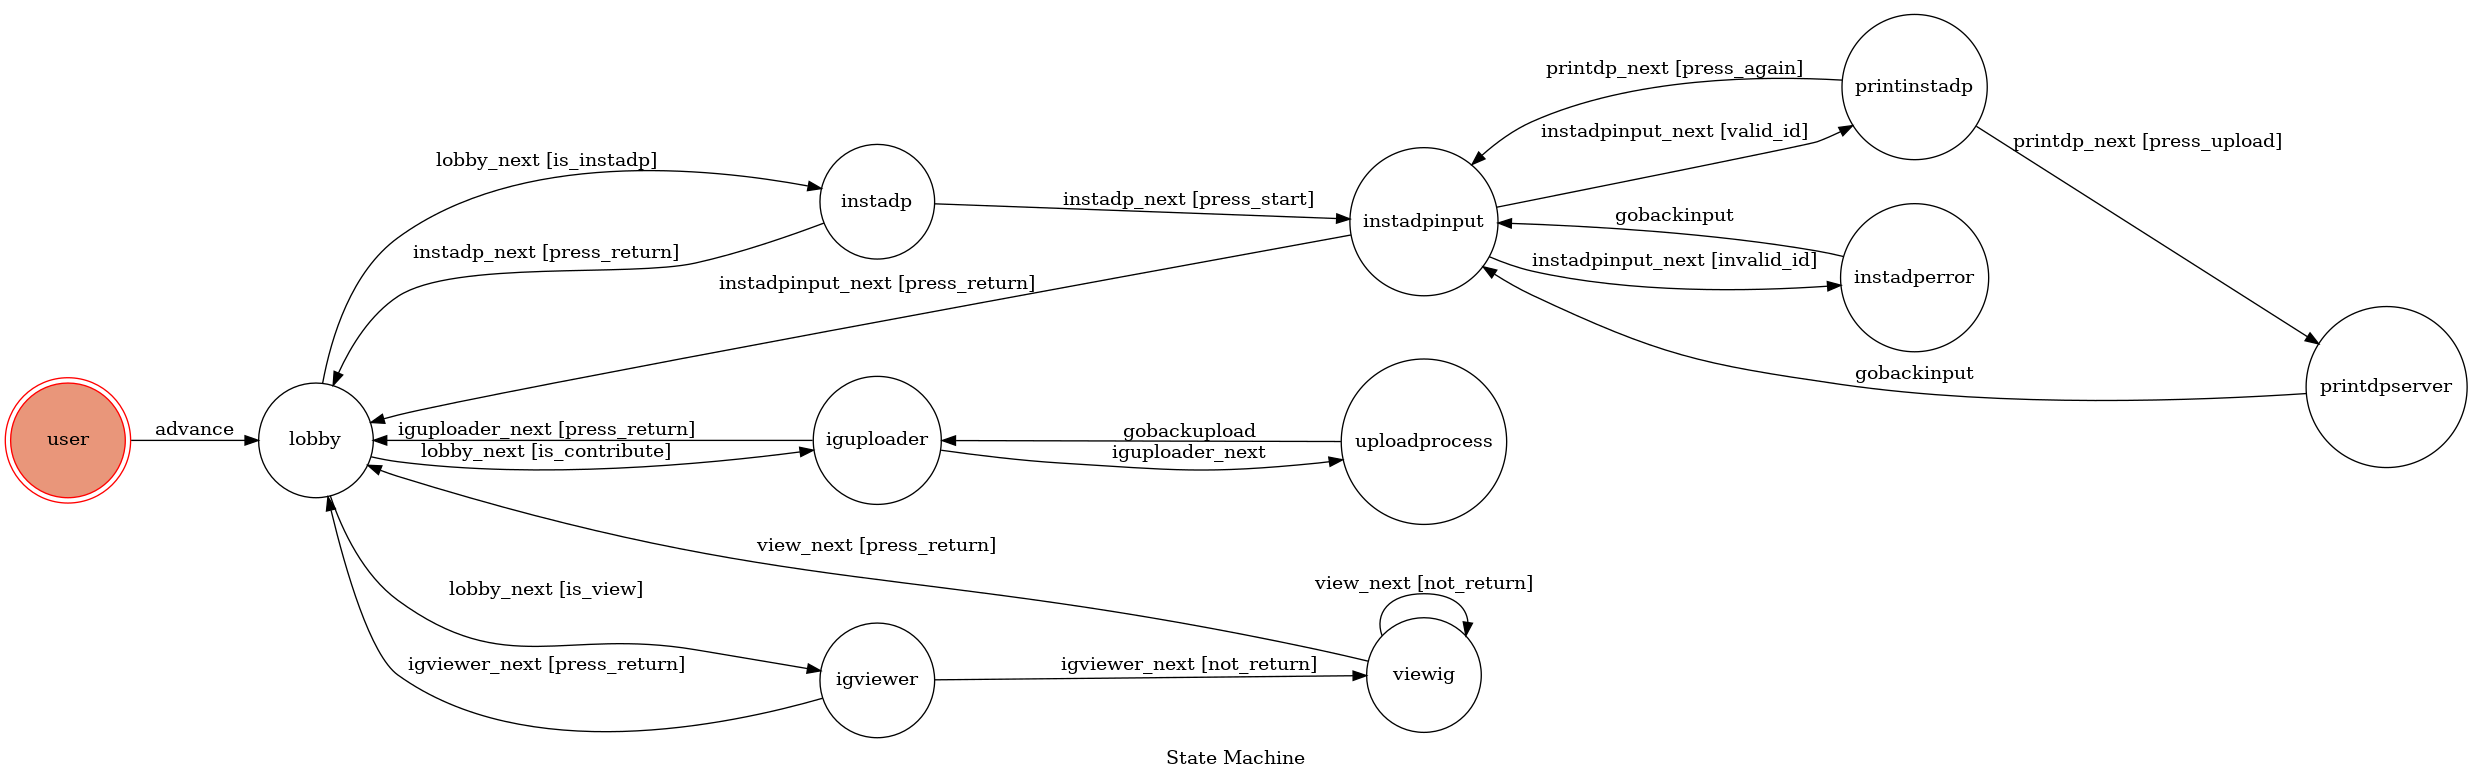 printdp_next [press_again]
printinstadp
instadpinput_next [valid_id]
printdp_next [press_upload]
lobby_next [is_instadp]
instadp
instadp_next [press_start]
instadpinput
gobackinput
instadp_next [press_return]
instadpinput_next [invalid_id]
instadperror
instadpinput_next [press_return]
gobackinput
printdpserver
user
advance
lobby
iguploader_next [press_return]
lobby_next [is_contribute]
iguploader
gobackupload
iguploader_next
uploadprocess
view_next [press_return]
lobby_next [is_view]
view_next [not_return]
igviewer_next [press_return]
igviewer
igviewer_next [not_return]
viewig
State Machine